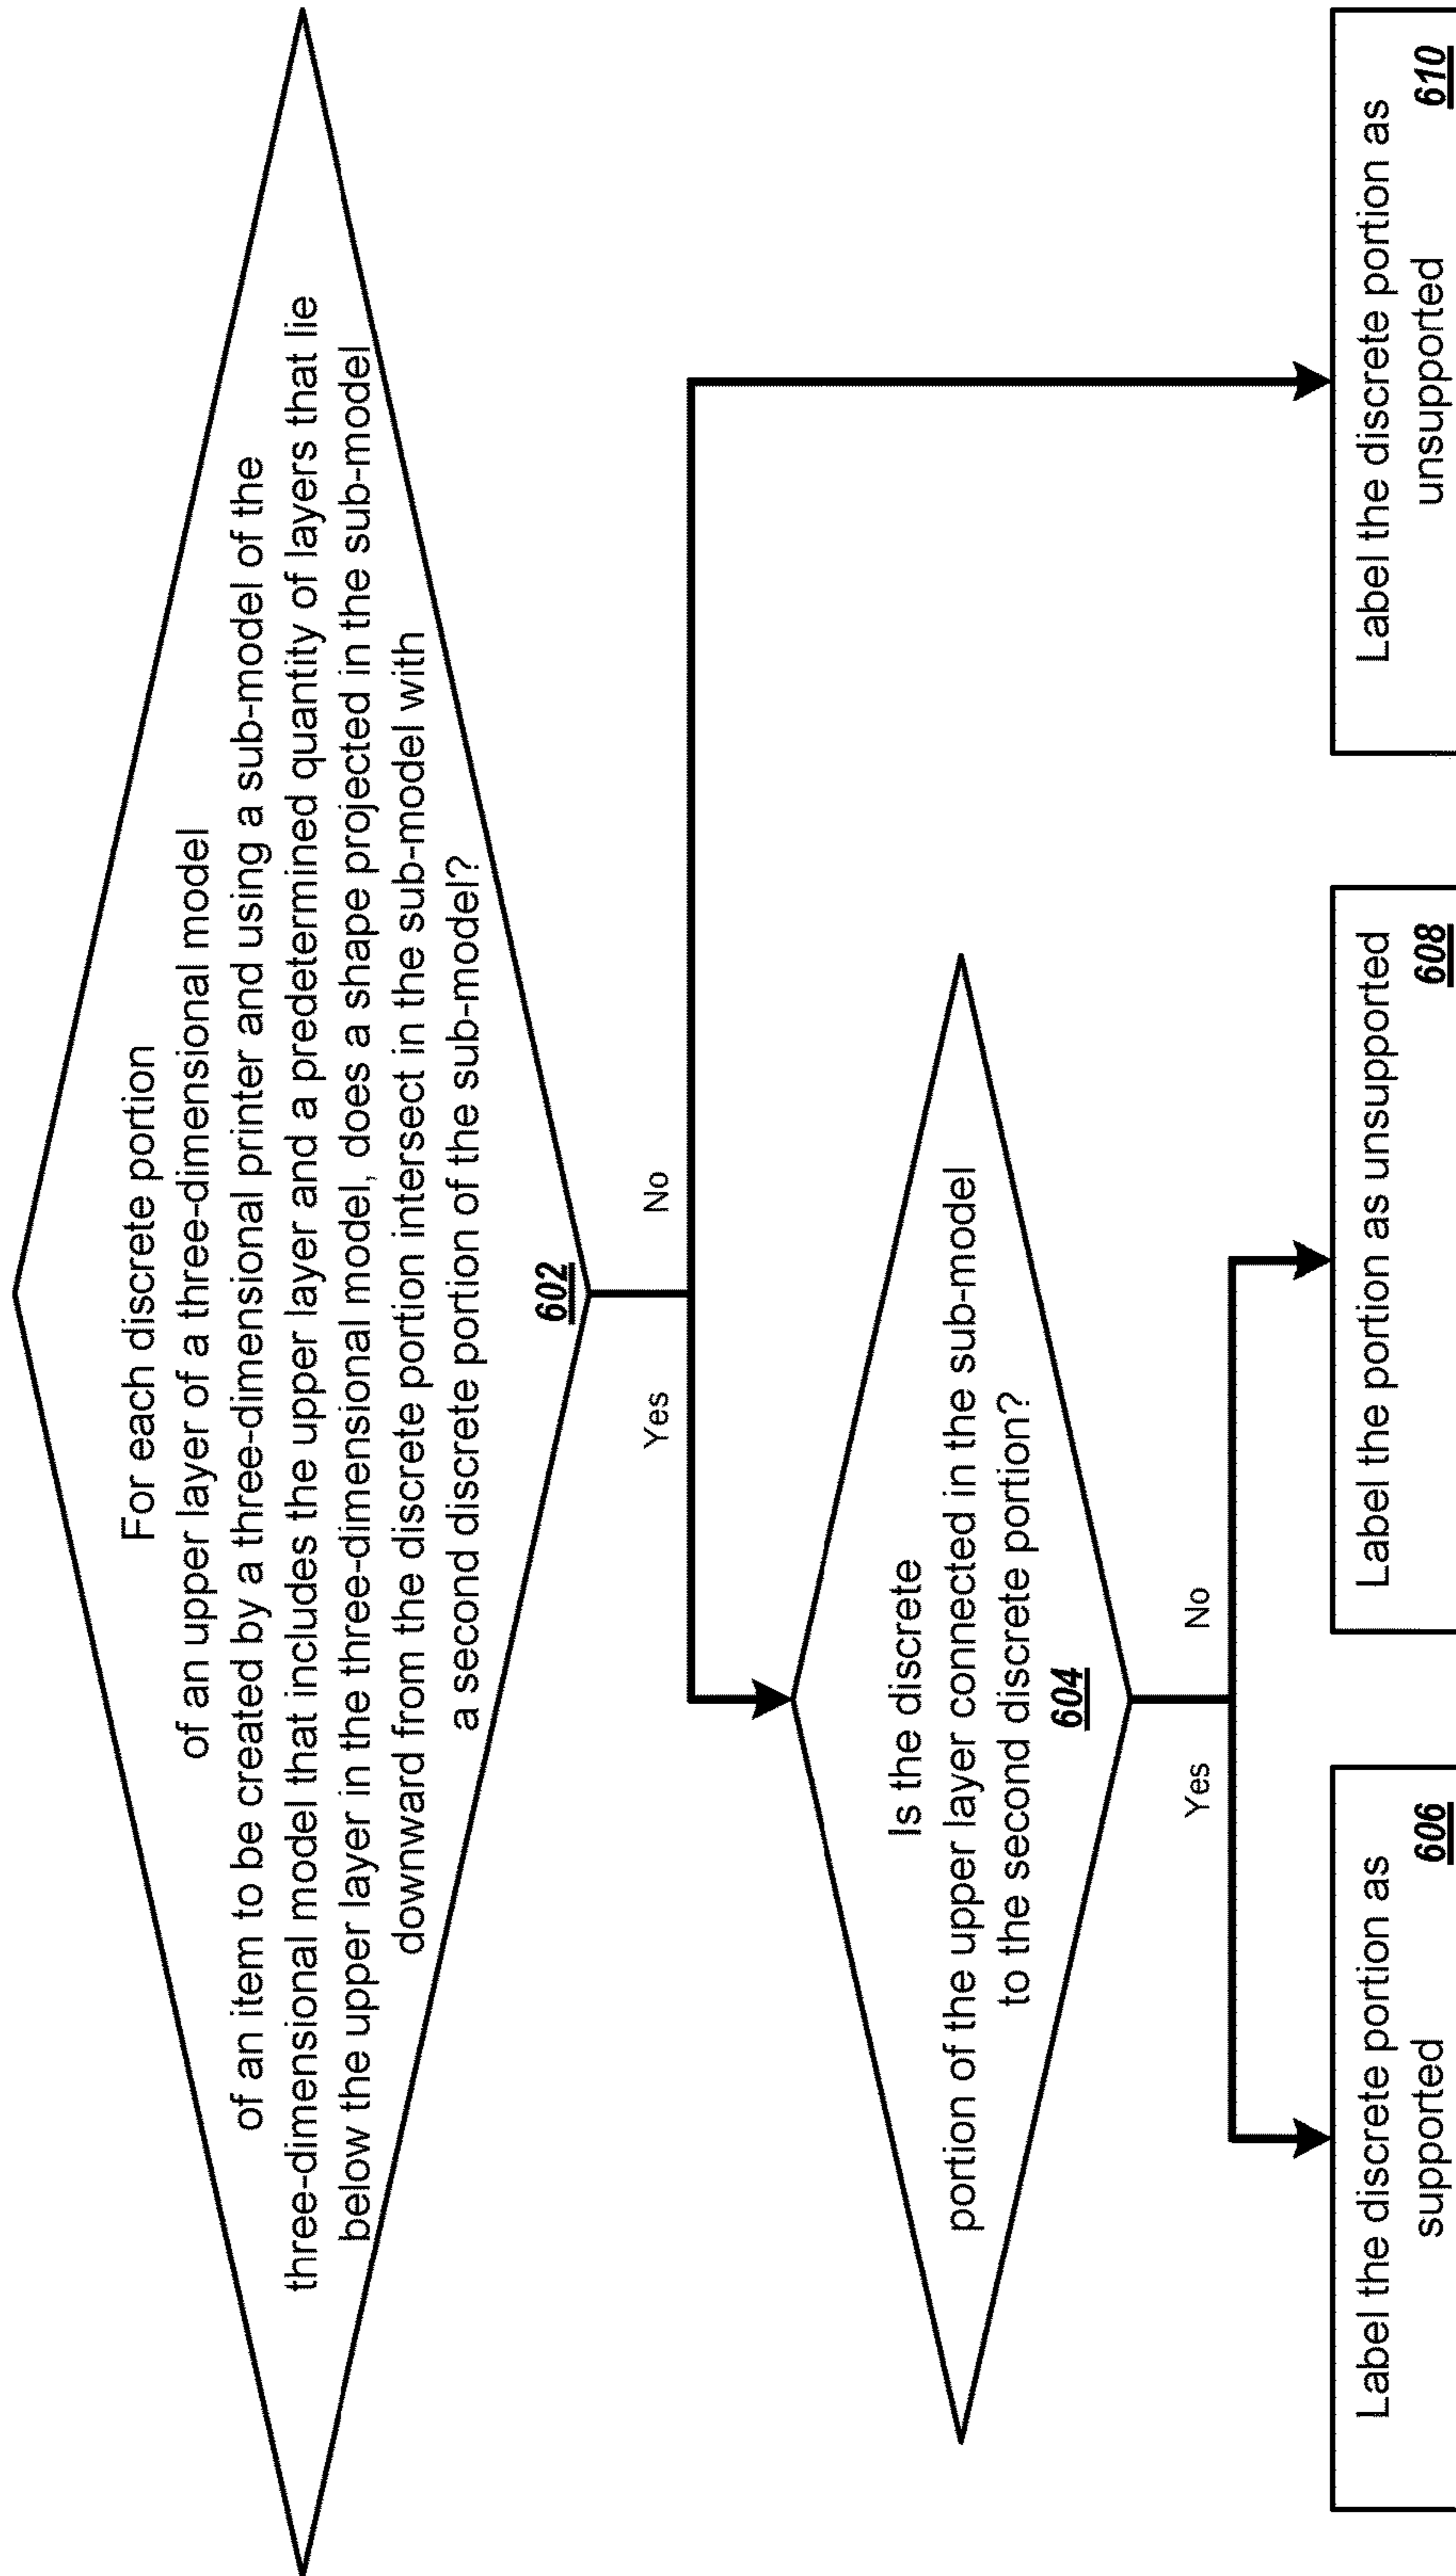 For each discrete portion
of an upper layer of a three-dimensional model
of an item to be created by a three-dimensional printer and using a sub-model of the
three-dimensional model that includes the upper layer and a predetermined quantity of layers that lie
below the upper layer in the three-dimensional model, does a shape projected in the sub-model
downward from the discrete portion intersect in the sub-model with
a second discrete portion of the sub-model?
602
Yes
No
Is the discrete
portion of the upper layer connected in the sub-model
to the second discrete portion?
604
Yes
No
Label the discrete portion as
supported
606
Label the portion as unsupported
608
Label the discrete portion as
unsupported
610